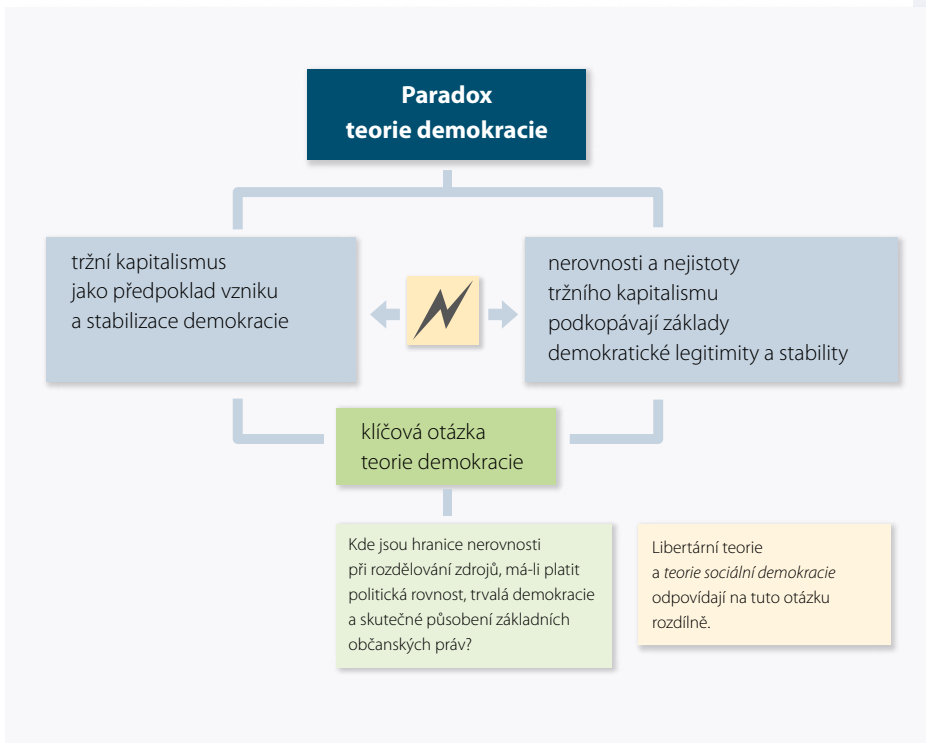 Paradox
teorie demokracie
tržní kapitalismus
jako předpoklad vzniku
a stabilizace demokracie
nerovnosti a nejistoty
tržního kapitalismu
podkopávají základy
demokratické legitimity a stability
klíčová otázka
teorie demokracie
Kde jsou hranice nerovnosti
při rozdělování zdrojů, má-li platit
politická rovnost, trvalá demokracie
a skutečné působení základních
občanských práv?
Libertární teorie
a teorie sociální demokracie
odpovídají na tuto otázku
rozdílně.